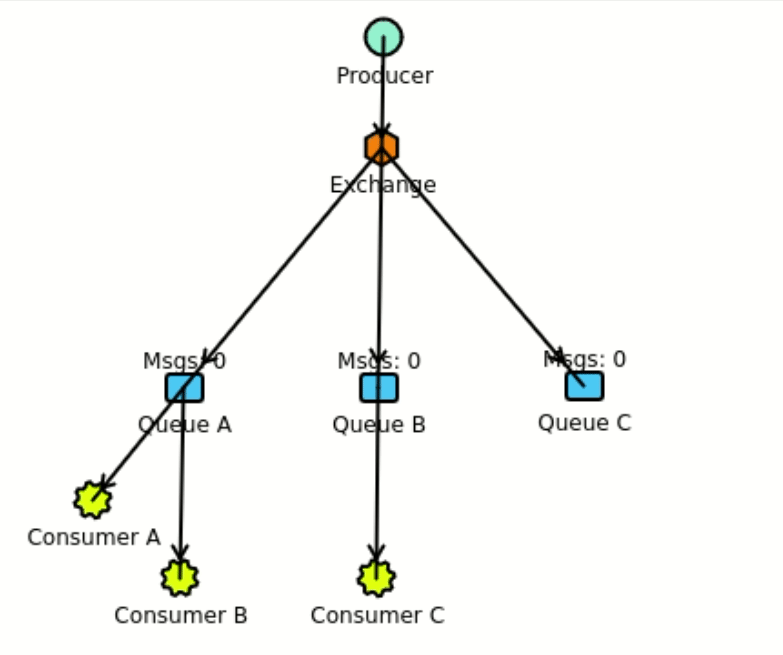 Producer
Exchange
Msgs: 0
Msgs: 0
Msgs: 0
Queue A
Queue B
Queue C
Consumer A
Consumer B
Consumer C